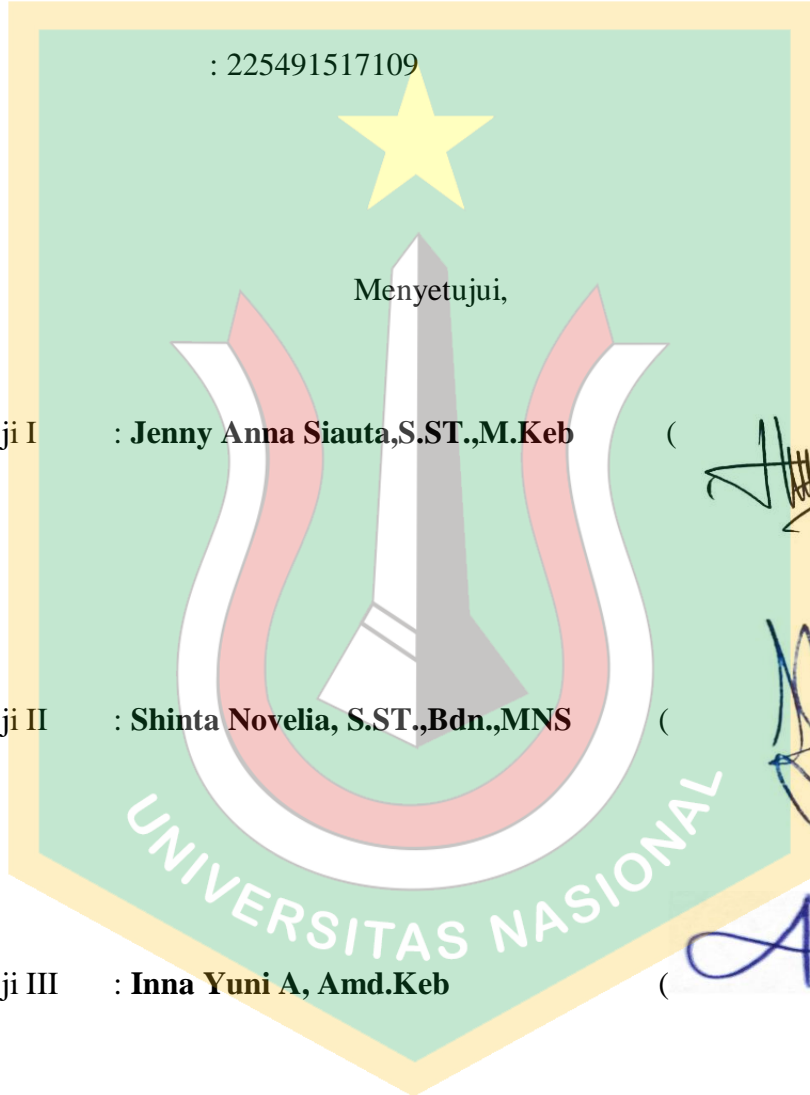 : 225491517109
Menyetujui,
ji I : Jenny Anna Siauta,S.ST.,M.Keb (
ji II : Shinta Novelia, S.ST.,Bdn.,MNS (
UNIVERSITAS NASIONAL
ji III : Inna Yuni A, Amd.Keb (